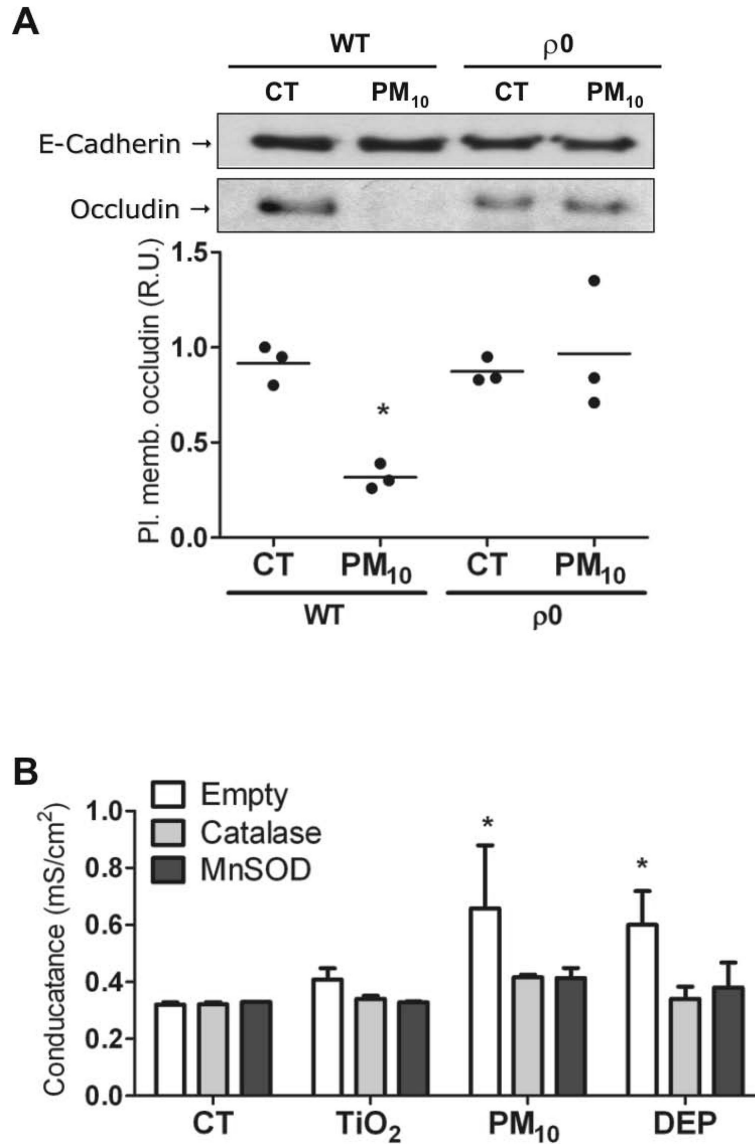 A
WT ρ0
CT PM10 CT PM10
E-Cadherin →
Occludin →
Pl. memb. occludin (R.U.)
1.5
1.0
0.5
0.0
*
CT PM10 CT PM10
WT ρ0
B
Conducatance (mS/cm²)
1.0
0.8
0.6
0.4
0.2
0.0
Empty
Catalase
MnSOD
* *
CT TiO2 PM10 DEP